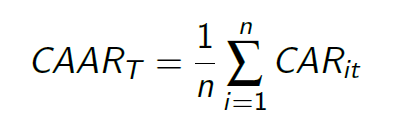 CAAR_T = \frac{1}{n} \sum_{i=1}^{n} CAR_{it}